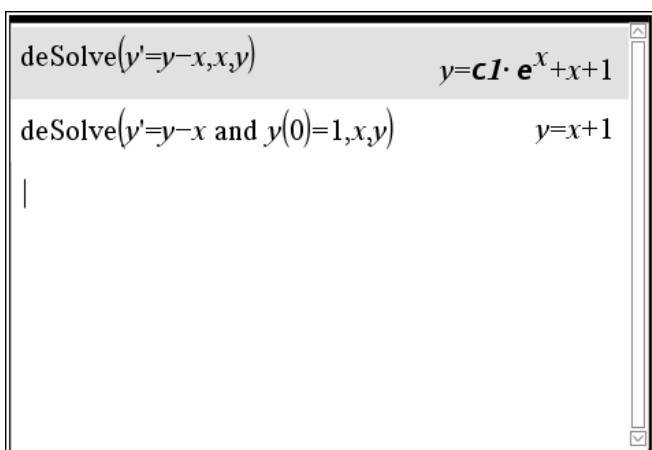 deSolve(y'=y−x,x,y)
y=c1· e^x+x+1
deSolve(y'=y−x and y(0)=1,x,y)
y=x+1